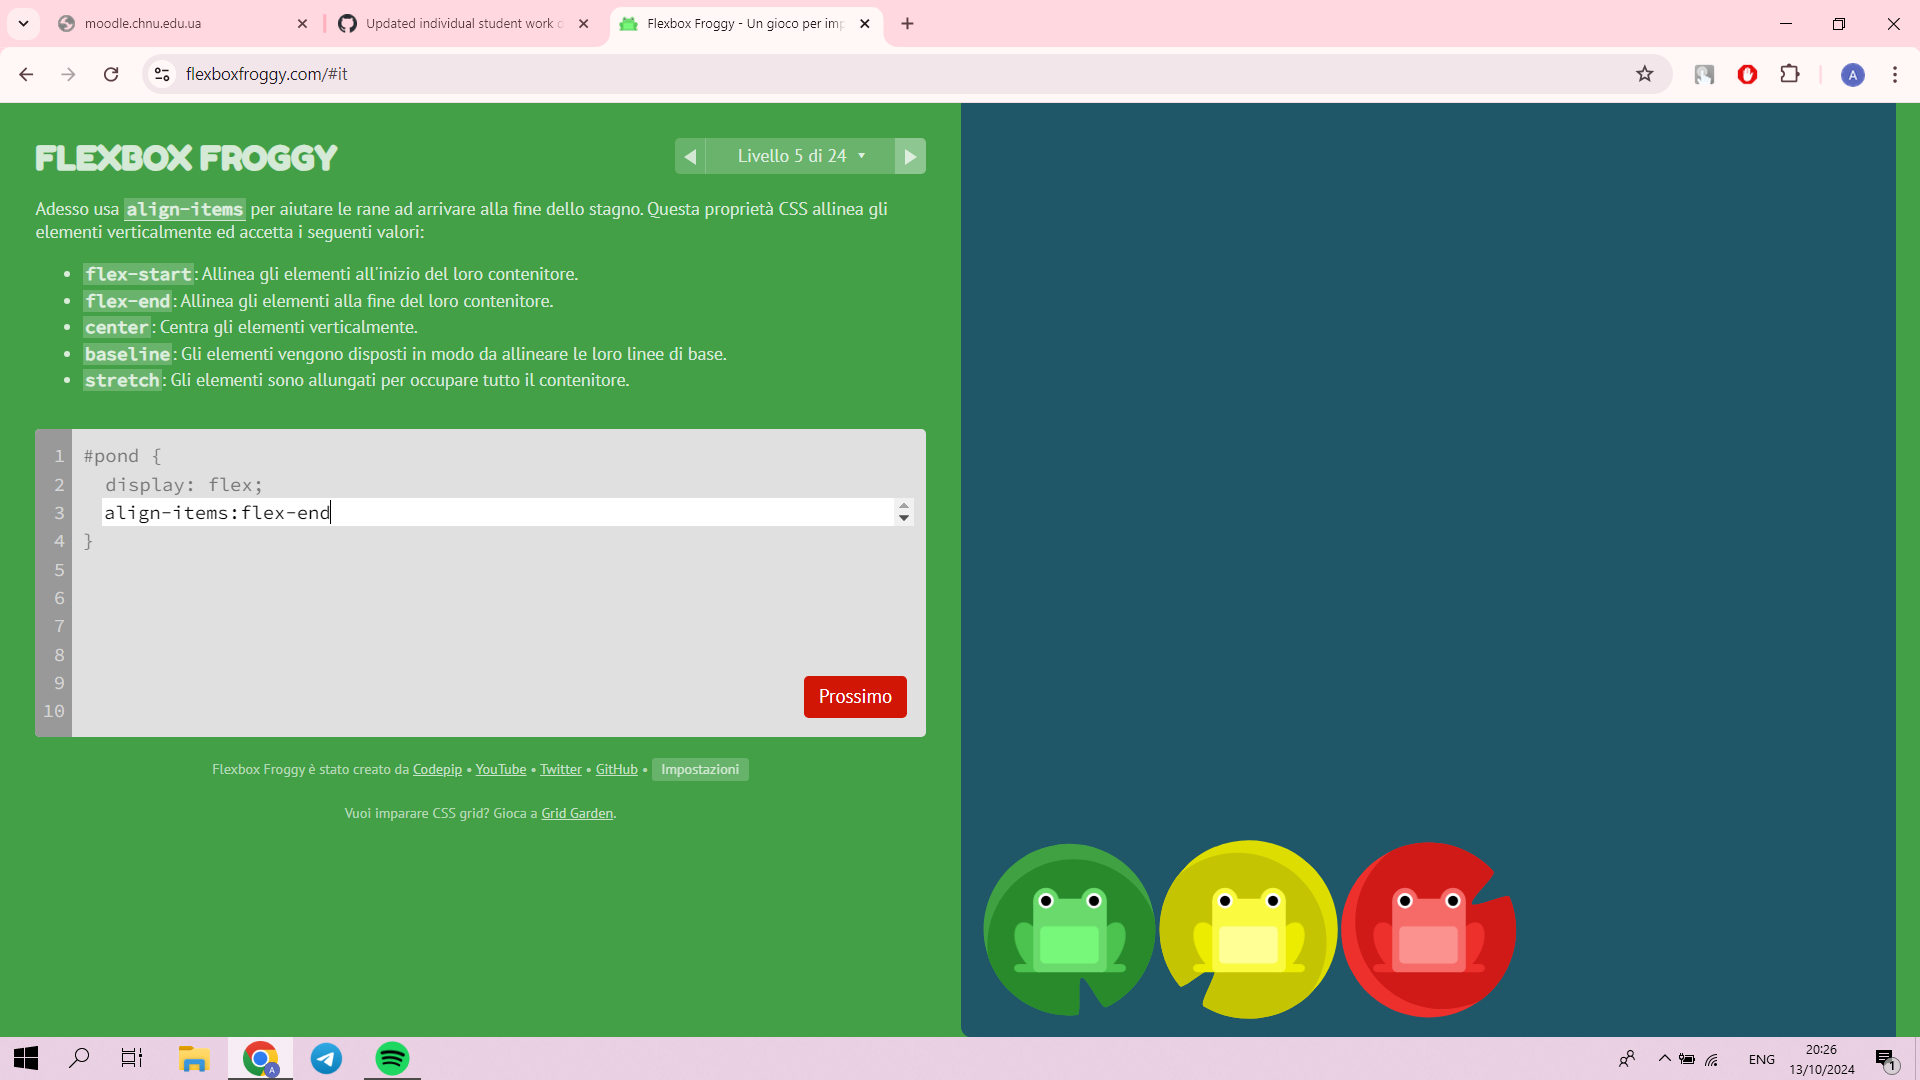 moodle.chnu.edu.ua
Updated individual student work
Flexbox Froggy - Un gioco per imp
flexboxfroggy.com/#it
A
FLEXBOX FROGGY
Livello 5 di 24
Adesso usa align-items per aiutare le rane ad arrivare alla fine dello stagno. Questa proprietà CSS allinea gli
elementi verticalmente ed accetta i seguenti valori:
• flex-start: Allinea gli elementi all'inizio del loro contenitore.
• flex-end: Allinea gli elementi alla fine del loro contenitore.
• center: Centra gli elementi verticalmente.
• baseline: Gli elementi vengono disposti in modo da allineare le loro linee di base.
• stretch: Gli elementi sono allungati per occupare tutto il contenitore.
1 #pond {
2 display: flex;
3 align-items:flex-end
4 }
5
6
7
8
9
10
Prossimo
Flexbox Froggy è stato creato da Codepip • YouTube • Twitter • GitHub • Impostazioni
Vuoi imparare CSS grid? Gioca a Grid Garden.
A
ENG
20:26
13/10/2024
1